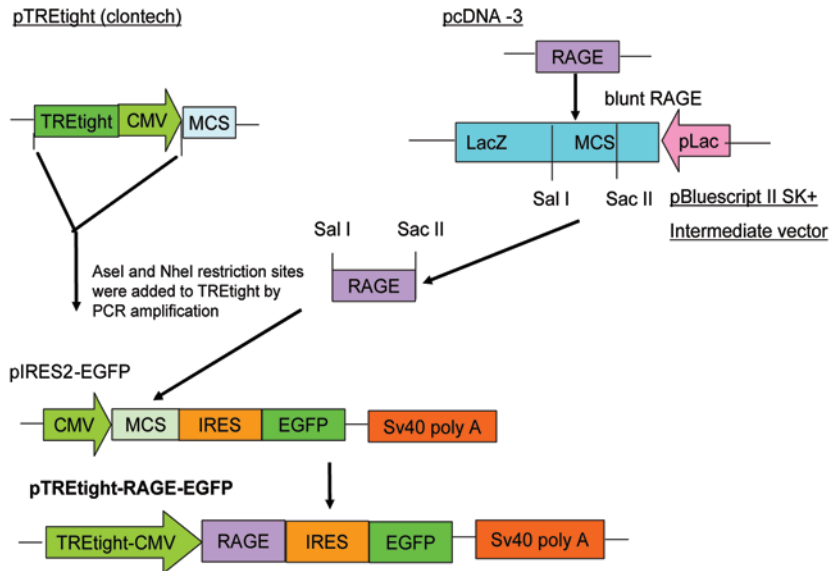 pTREtight (clontech)
pcDNA -3
RAGE
blunt RAGE
TREtight CMV MCS
LacZ MCS pLac
Sal I Sac II
pBluescript II SK+
Intermediate vector
Sal I Sac II
RAGE
AseI and NheI restriction sites
were added to TREtight by
PCR amplification
pIRES2-EGFP
CMV MCS IRES EGFP Sv40 poly A
pTREtight-RAGE-EGFP
TREtight-CMV RAGE IRES EGFP Sv40 poly A